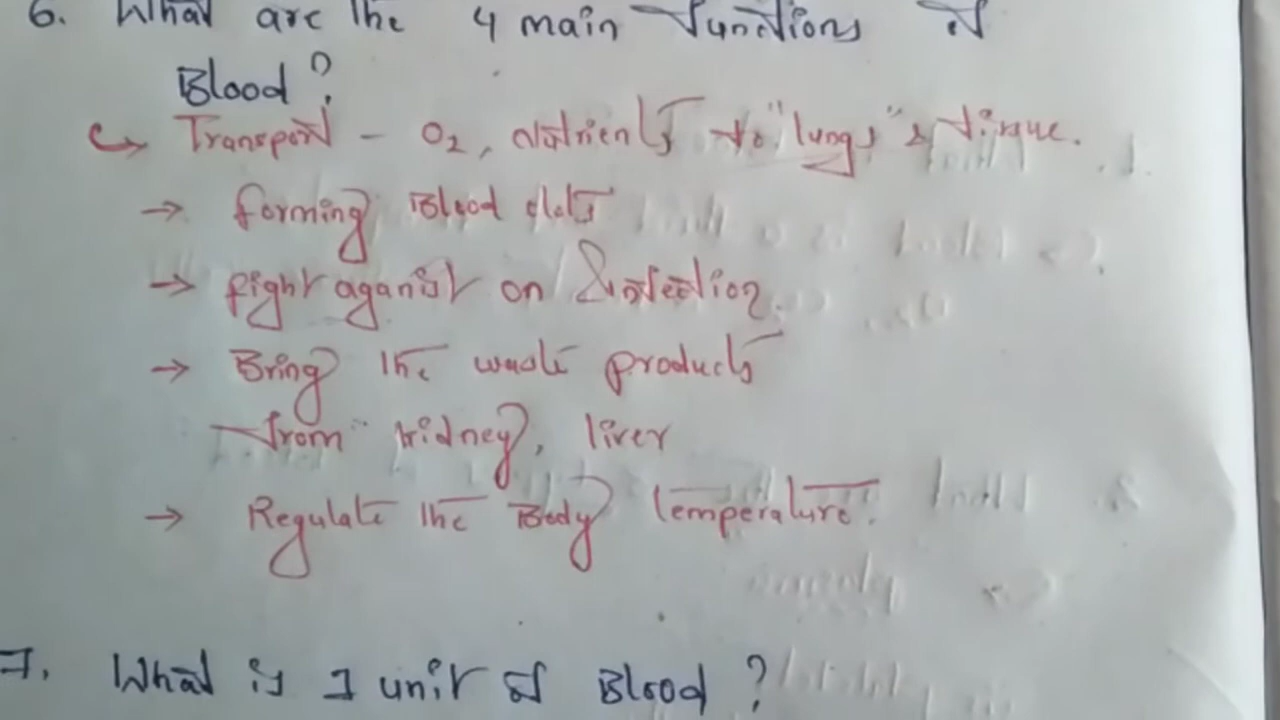 6. What are the 4 main functions of
Blood ?
↪ Transport - O2, nutrients to "lungs" & tissue.
→ forming Blood clots
→ fight aganist on Infection.
→ Bring the waste products
from kidney, liver
→ Regulate the Body temperature.
7. What is 1 unit of Blood ?